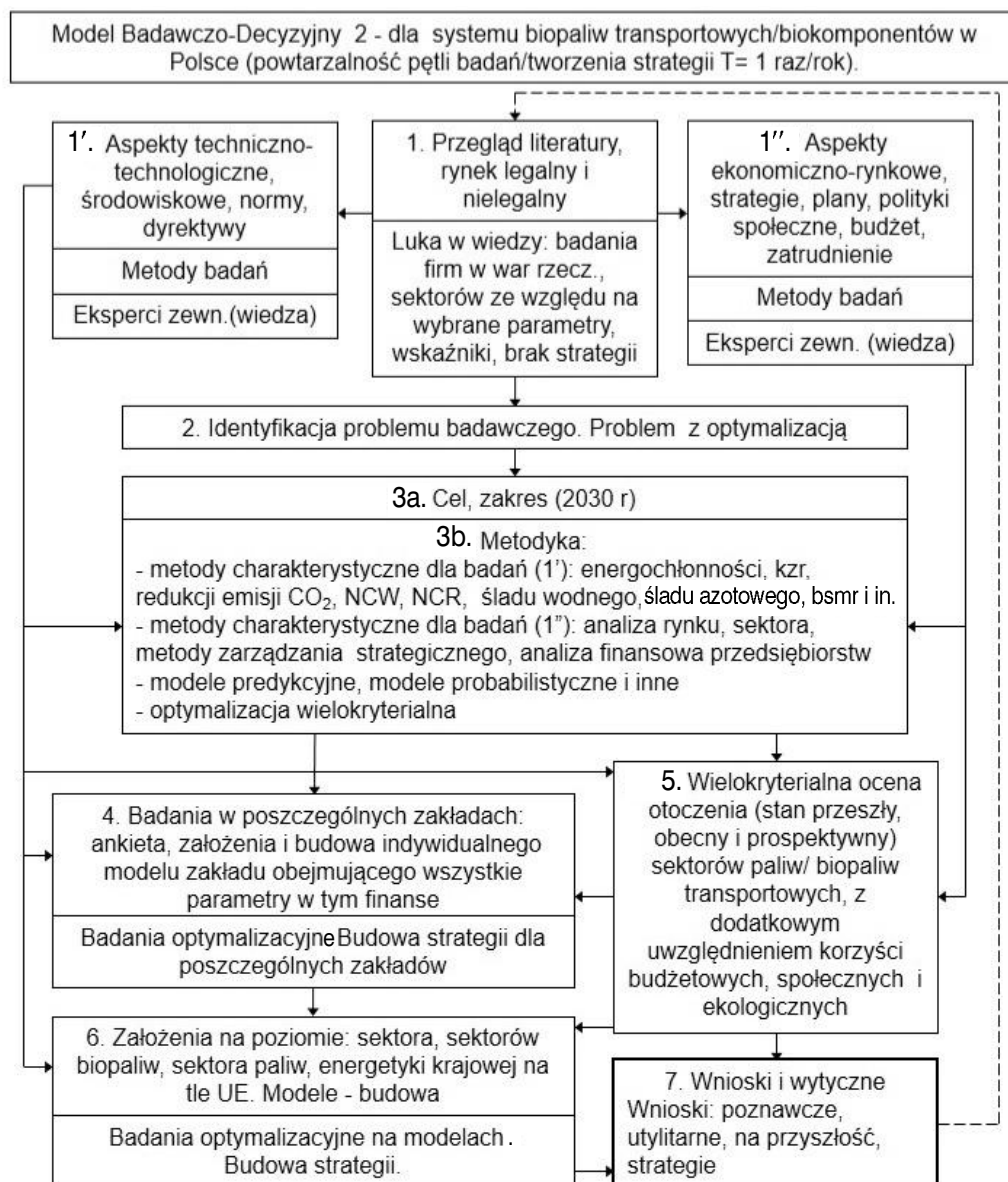 Model Badawczo-Decyzyjny 2 - dla systemu biopaliw transportowych/biokomponentów w
Polsce (powtarzalność pętli badań/tworzenia strategii T= 1 raz/rok).
1'. Aspekty techniczno-
technologiczne,
środowiskowe, normy,
dyrektywy
Metody badań
Eksperci zewn.(wiedza)
1. Przegląd literatury,
rynek legalny i
nielegalny
Luka w wiedzy: badania
firm w war rzecz.,
sektorów ze względu na
wybrane parametry,
wskaźniki, brak strategii
1''. Aspekty
ekonomiczno-rynkowe,
strategie, plany, polityki
społeczne, budżet,
zatrudnienie
Metody badań
Eksperci zewn. (wiedza)
2. Identyfikacja problemu badawczego. Problem z optymalizacją
3a. Cel, zakres (2030 r)
3b. Metodyka:
- metody charakterystyczne dla badań (1'): energochłonności, kzr,
redukcji emisji CO₂, NCW, NCR, śladu wodnego, śladu azotowego, bsmr i in.
- metody charakterystyczne dla badań (1”): analiza rynku, sektora,
metody zarządzania strategicznego, analiza finansowa przedsiębiorstw
- modele predykcyjne, modele probabilistyczne i inne
- optymalizacja wielokryterialna
4. Badania w poszczególnych zakładach:
ankieta, założenia i budowa indywidualnego
modelu zakładu obejmującego wszystkie
parametry w tym finanse
Badania optymalizacyjne Budowa strategii dla
poszczególnych zakładów
5. Wielokryterialna ocena
otoczenia (stan przeszły,
obecny i prospektywny)
sektorów paliw/ biopaliw
transportowych, z
dodatkowym
uwzględnieniem korzyści
budżetowych, społecznych i
ekologicznych
6. Założenia na poziomie: sektora, sektorów
biopaliw, sektora paliw, energetyki krajowej na
tle UE. Modele - budowa
Badania optymalizacyjne na modelach .
Budowa strategii.
7. Wnioski i wytyczne
Wnioski: poznawcze,
utylitarne, na przyszłość,
strategie